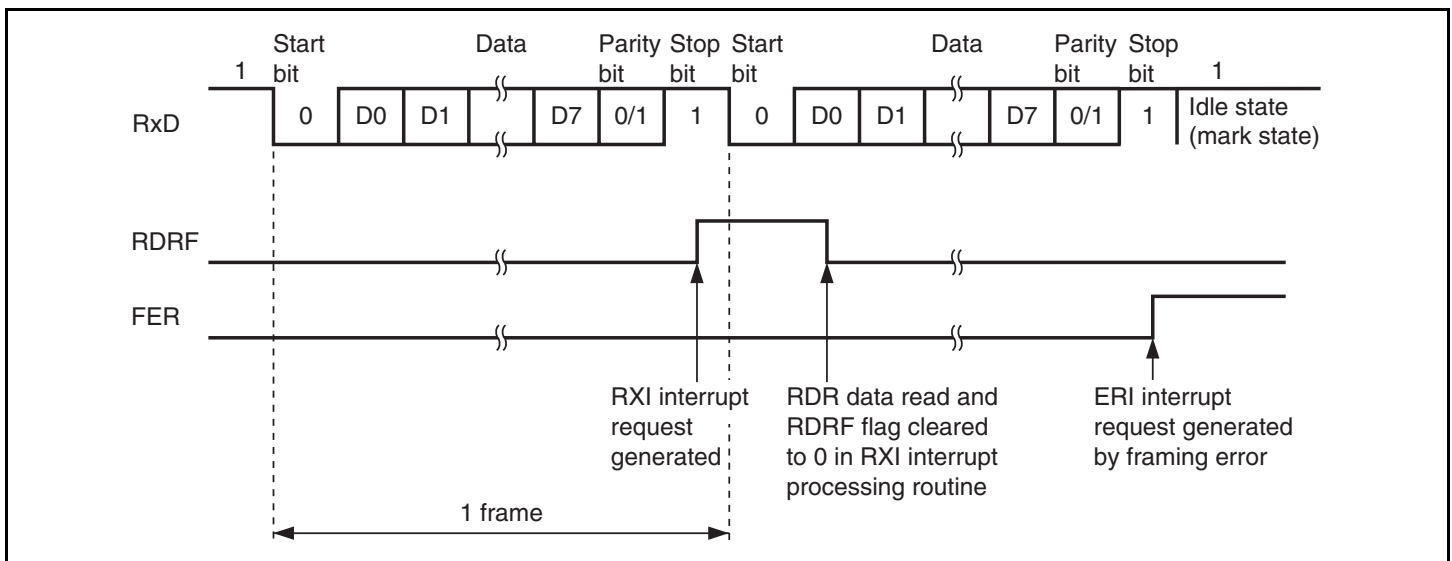 Start bit
Data
Parity bit
Stop bit
Start bit
Data
Parity bit
Stop bit
1
1
RxD
0
D0
D1
D7
0/1
1
0
D0
D1
D7
0/1
1
Idle state
(mark state)
RDRF
FER
RXI interrupt
request
generated
RDR data read and
RDRF flag cleared
to 0 in RXI interrupt
processing routine
ERI interrupt
request generated
by framing error
1 frame